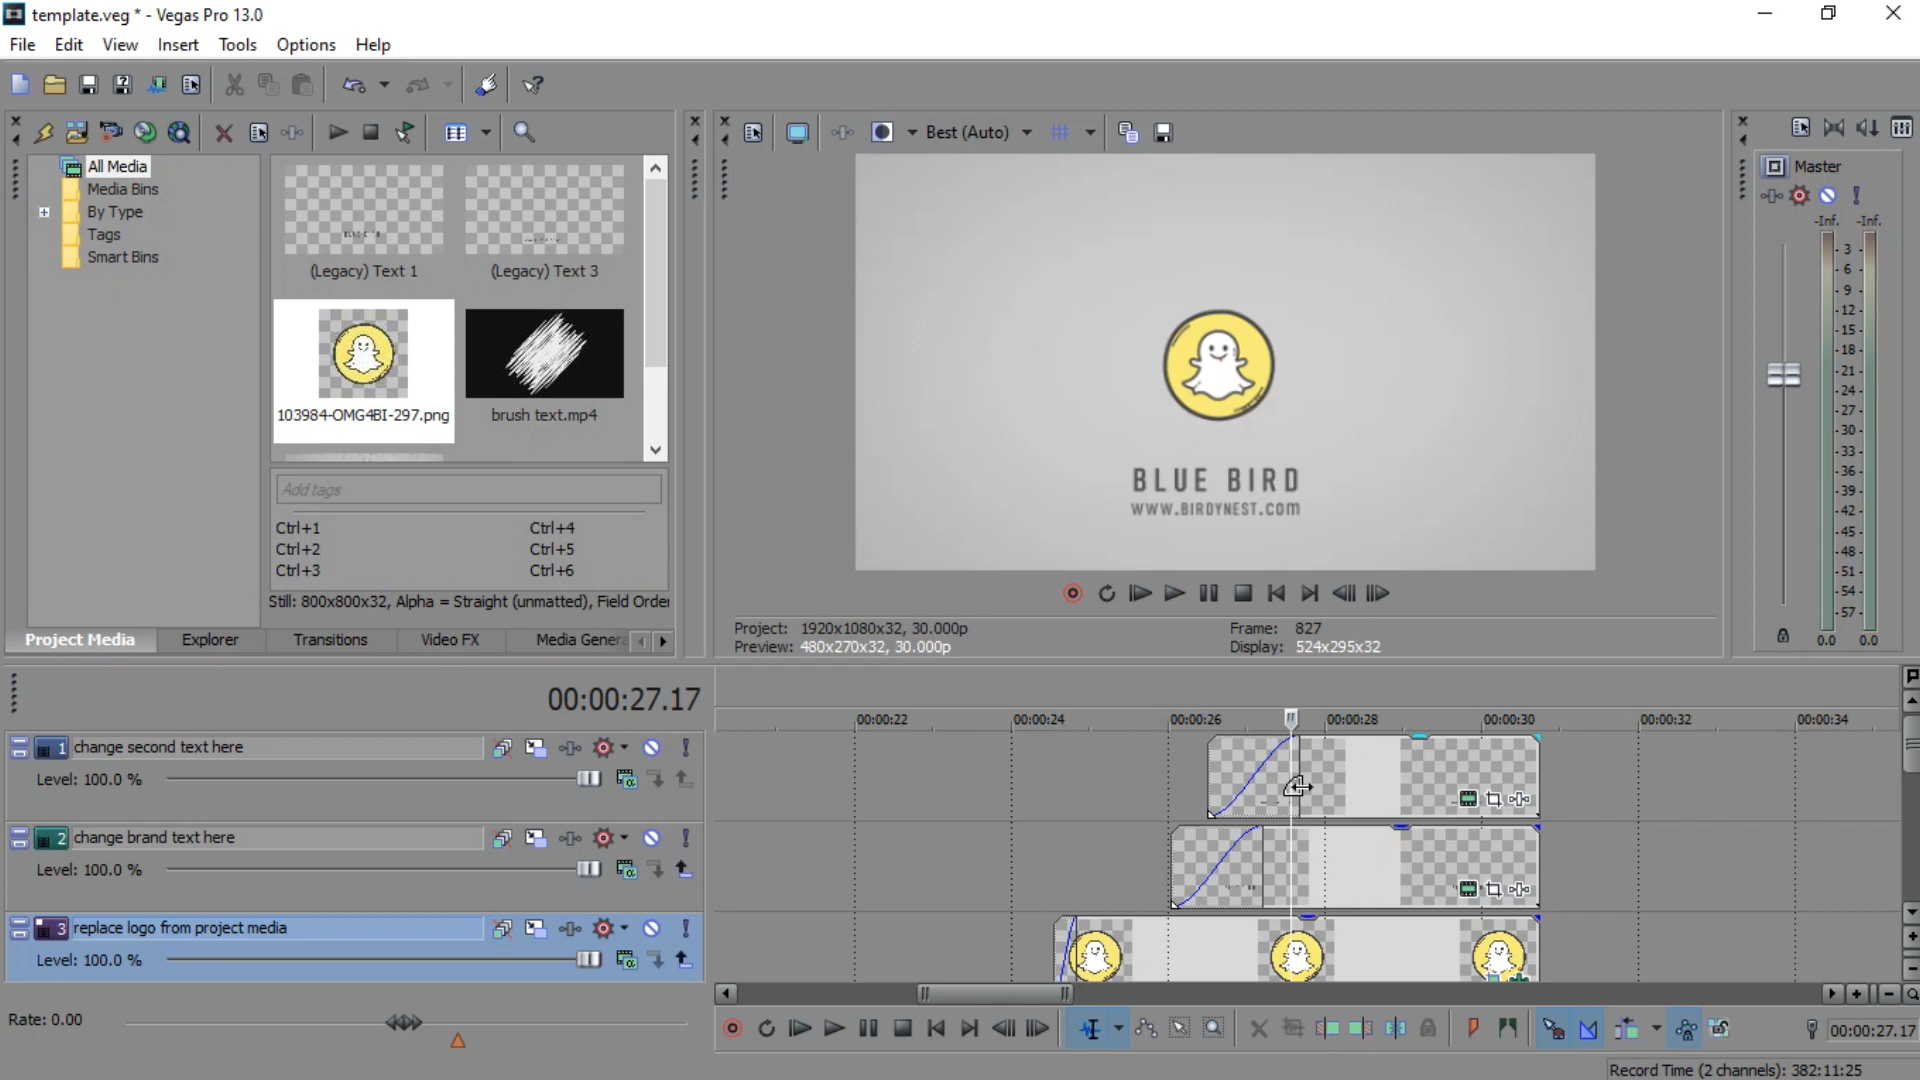 template.veg * - Vegas Pro 13.0
File Edit View Insert Tools Options Help
Best (Auto)
All Media
Media Bins
By Type
Tags
Smart Bins
(Legacy) Text 1
(Legacy) Text 3
103984-OMG4BI-297.png
brush text.mp4
Add tags
Ctrl+1 Ctrl+4
Ctrl+2 Ctrl+5
Ctrl+3 Ctrl+6
Still: 800x800x32, Alpha = Straight (unmatted), Field Order
Project Media Explorer Transitions Video FX Media Genera
BLUE BIRD
www.BIRDYNEST.com
Project: 1920x1080x32, 30.000p
Preview: 480x270x32, 30.000p
Frame: 827
Display: 524x295x32
Master
-Inf. -Inf.
- 3 -
- 6 -
- 9 -
-12 -
-15 -
-18 -
-21 -
-24 -
-27 -
-30 -
-33 -
-36 -
-39 -
-42 -
-45 -
-48 -
-51 -
-54 -
-57 -
0.0 0.0
00:00:27.17
00:00:22 00:00:24 00:00:26 00:00:28 00:00:30 00:00:32 00:00:34
1 change second text here
Level: 100.0 %
2 change brand text here
Level: 100.0 %
3 replace logo from project media
Level: 100.0 %
Rate: 0.00
00:00:27.17
Record Time (2 channels): 382:11:25